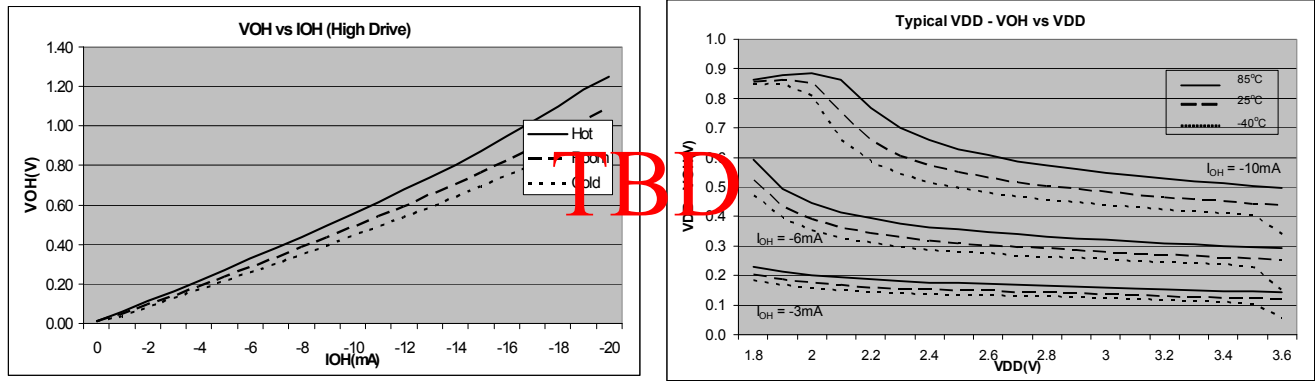 VOH vs IOH (High Drive)
1.40
1.20
1.00
0.80
0.60
0.40
0.20
0.00
VOH(V)
0 -2 -4 -6 -8 -10 -12 -14 -16 -18 -20
IOH(mA)
Hot
Room
Cold
TBD
Typical VDD - VOH vs VDD
1.0
0.9
0.8
0.7
0.6
0.5
0.4
0.3
0.2
0.1
0.0
85°C
25°C
-40°C
IOH = -10mA
IOH = -6mA
IOH = -3mA
1.8 2 2.2 2.4 2.6 2.8 3 3.2 3.4 3.6
VDD(V)